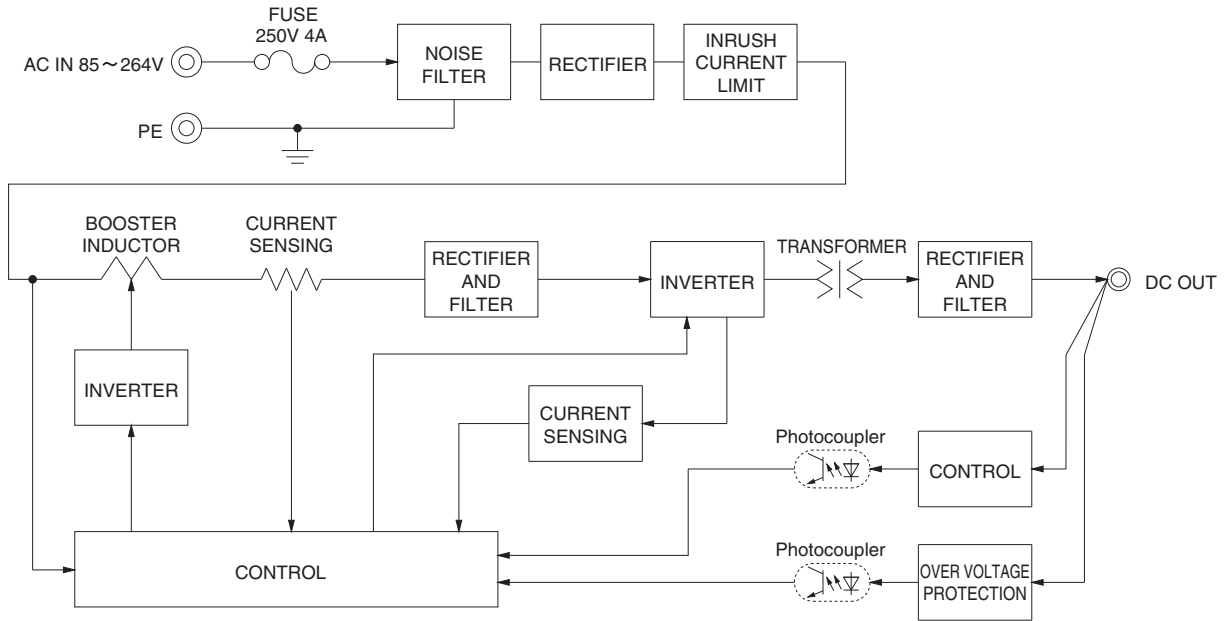 FUSE
250V 4A
AC IN 85～264V
NOISE
FILTER
RECTIFIER
INRUSH
CURRENT
LIMIT
PE
BOOSTER
INDUCTOR
CURRENT
SENSING
RECTIFIER
AND
FILTER
INVERTER
TRANSFORMER
RECTIFIER
AND
FILTER
DC OUT
INVERTER
CURRENT
SENSING
Photocoupler
CONTROL
CONTROL
Photocoupler
OVER VOLTAGE
PROTECTION